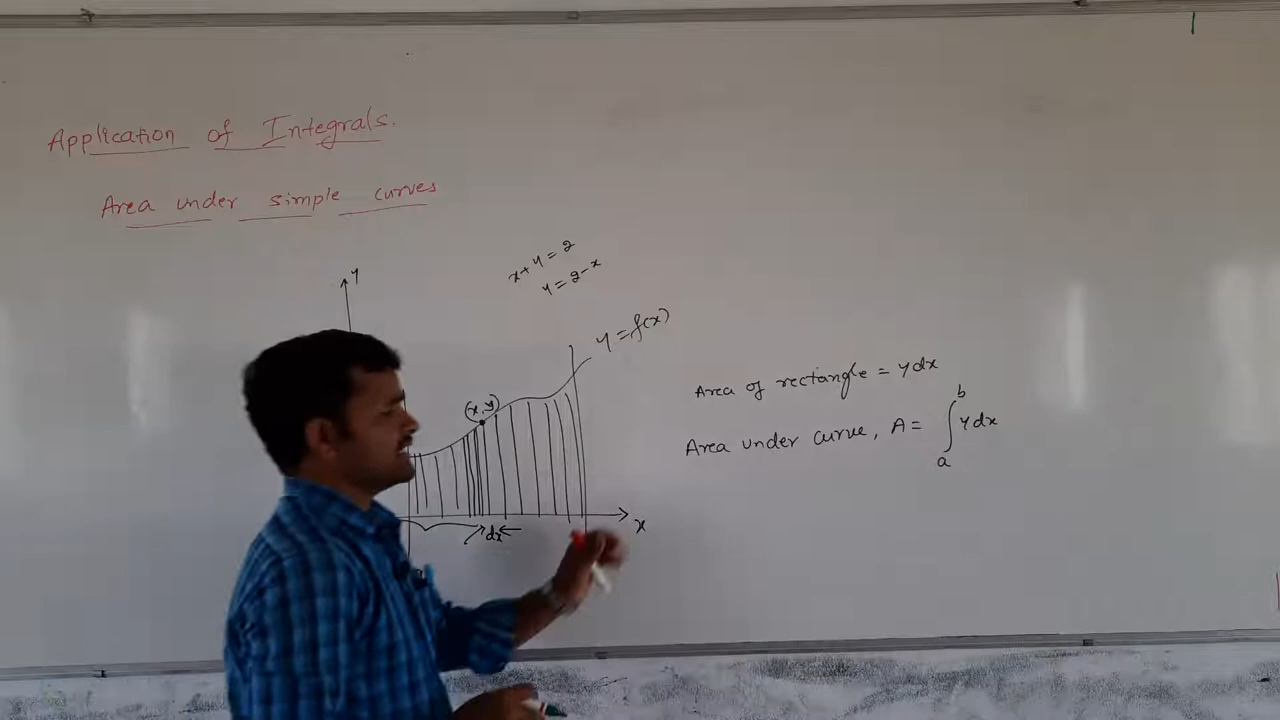 Application of Integrals.
Area under simple curves
x+y=2
y=2-x
y
y=f(x)
(x,y)
Area of rectangle = ydx
Area under curve, A= ∫ₐᵇ ydx
dx
x